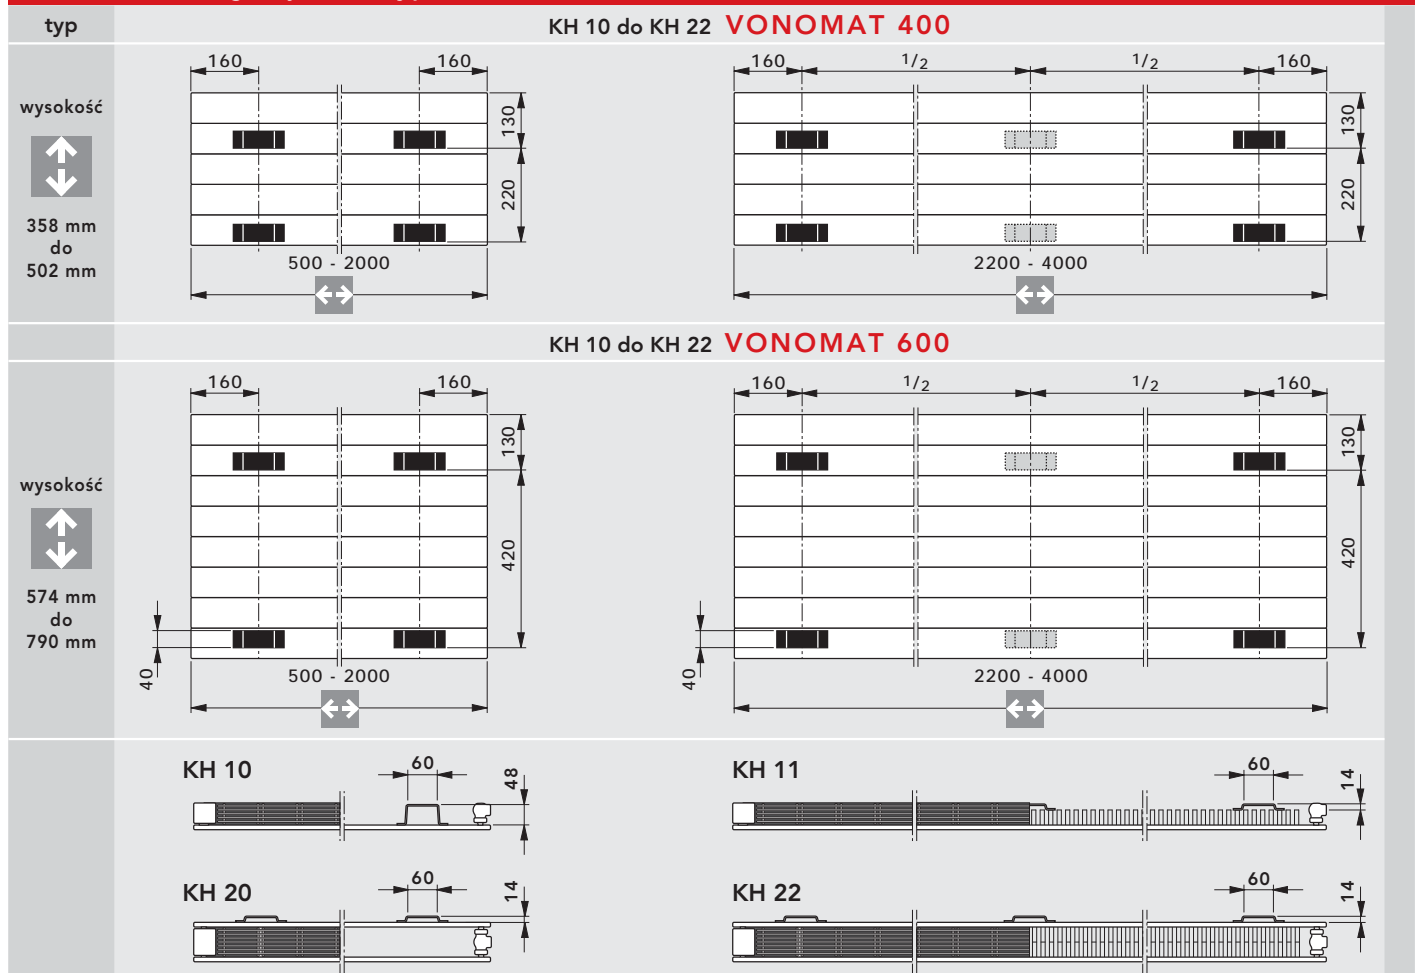 typ
KH 10 do KH 22 VONOMAT 400
160 160 160 1/2 1/2 160
wysokość
130
220
130
220
358 mm
do
502 mm
500 - 2000
2200 - 4000
KH 10 do KH 22 VONOMAT 600
160 160 160 1/2 1/2 160
wysokość
130
420
130
420
574 mm
do
790 mm
40
40
500 - 2000
2200 - 4000
KH 10
60
48
KH 11
60
14
KH 20
60
14
KH 22
60
14